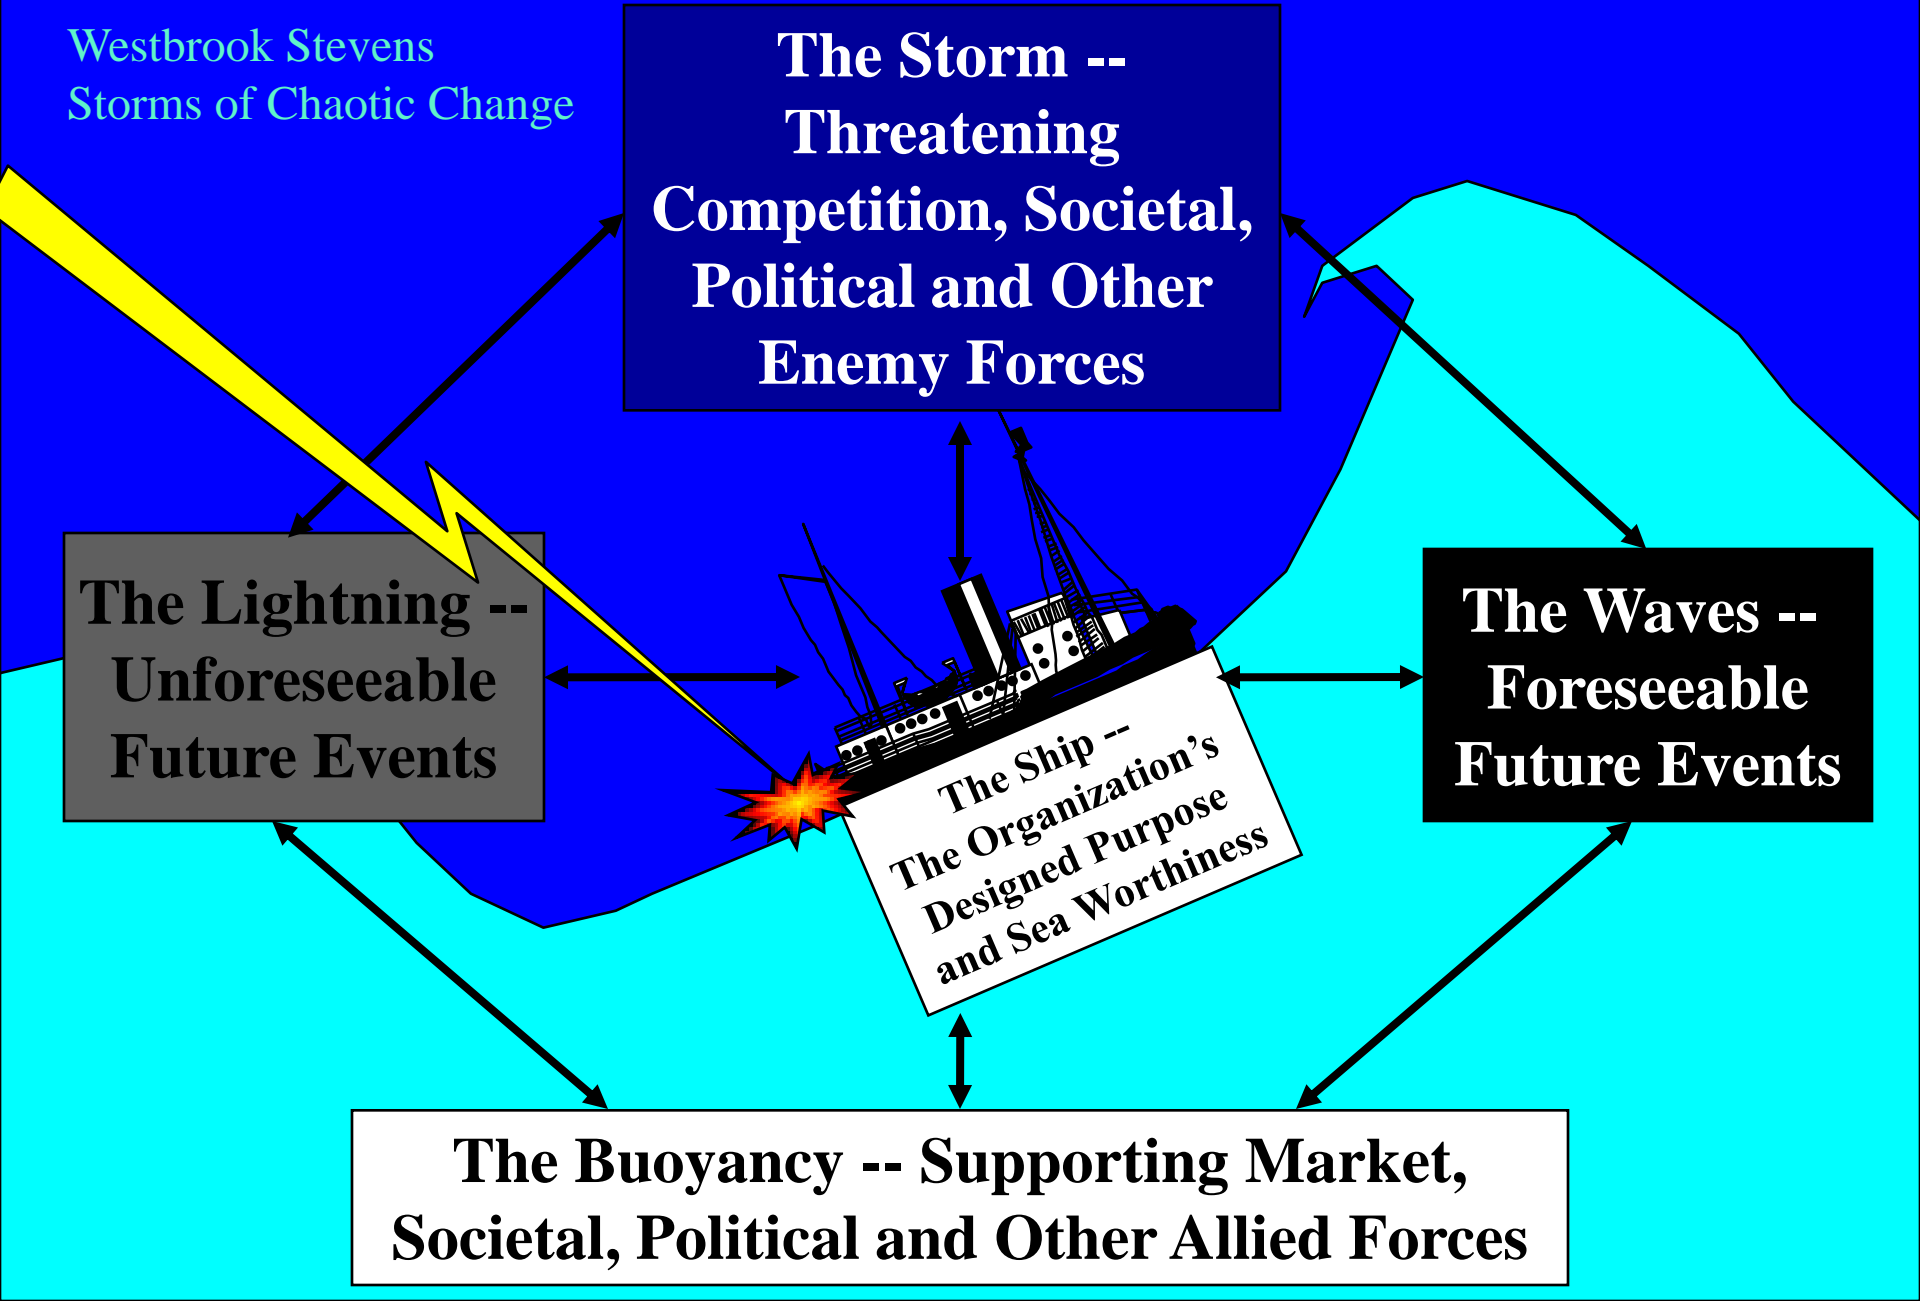 Westbrook Stevens
Storms of Chaotic Change
The Storm --
Threatening
Competition, Societal,
Political and Other
Enemy Forces
The Lightning --
Unforeseeable
Future Events
The Waves --
Foreseeable
Future Events
The Ship --
The Organization’s
Designed Purpose
and Sea Worthiness
The Buoyancy -- Supporting Market,
Societal, Political and Other Allied Forces